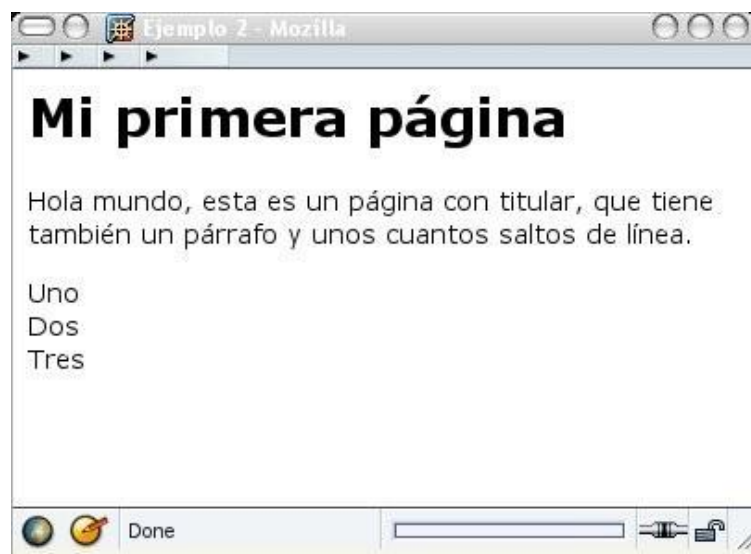 Ejemplo 2 - Mozilla
Mi primera página
Hola mundo, esta es un página con titular, que tiene
también un párrafo y unos cuantos saltos de línea.
Uno
Dos
Tres
Done